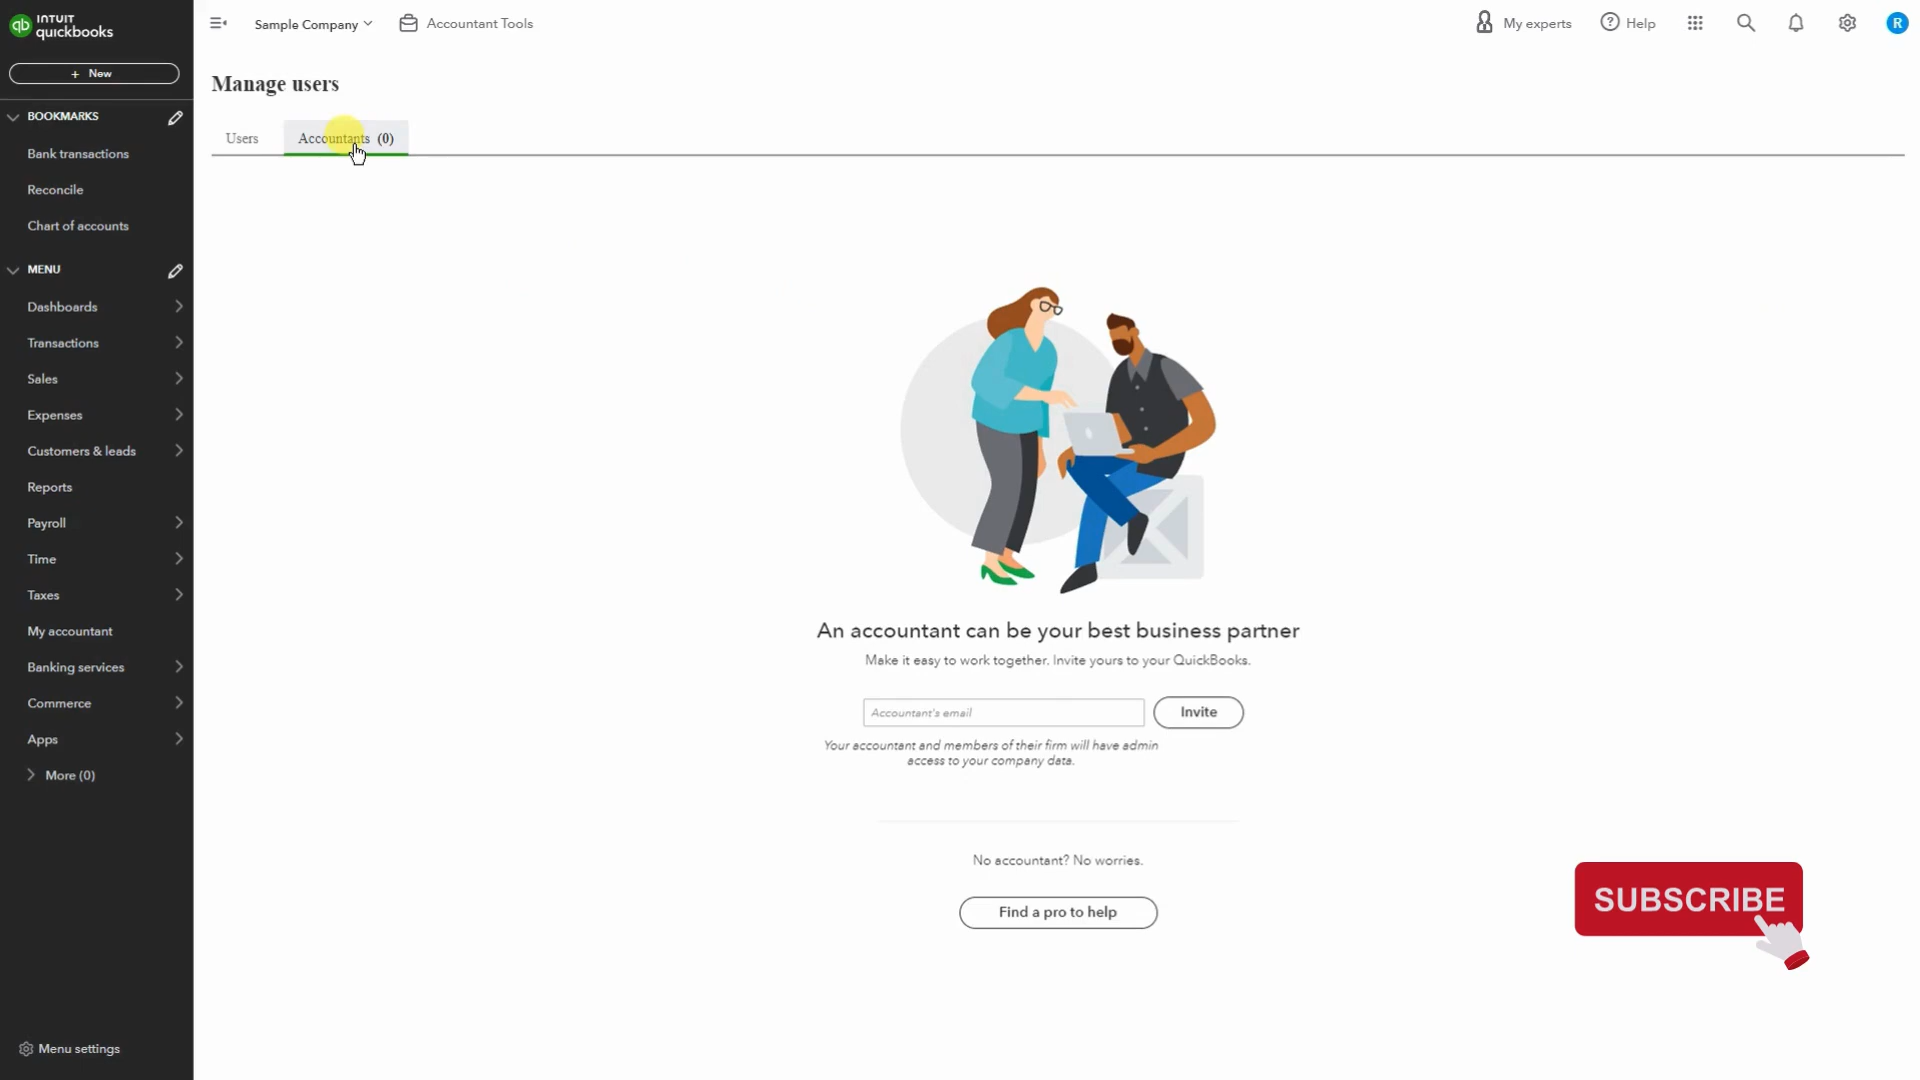 INTUIT
quickbooks
qb
+ New
BOOKMARKS
Bank transactions
Reconcile
Chart of accounts
MENU
Dashboards
Transactions
Sales
Expenses
Customers & leads
Reports
Payroll
Time
Taxes
My accountant
Banking services
Commerce
Apps
More (0)
Menu settings
Sample Company
Accountant Tools
My experts
Help
R
Manage users
Users
Accountants (0)
An accountant can be your best business partner
Make it easy to work together. Invite yours to your QuickBooks.
Accountant's email
Invite
Your accountant and members of their firm will have admin
access to your company data.
No accountant? No worries.
Find a pro to help
SUBSCRIBE